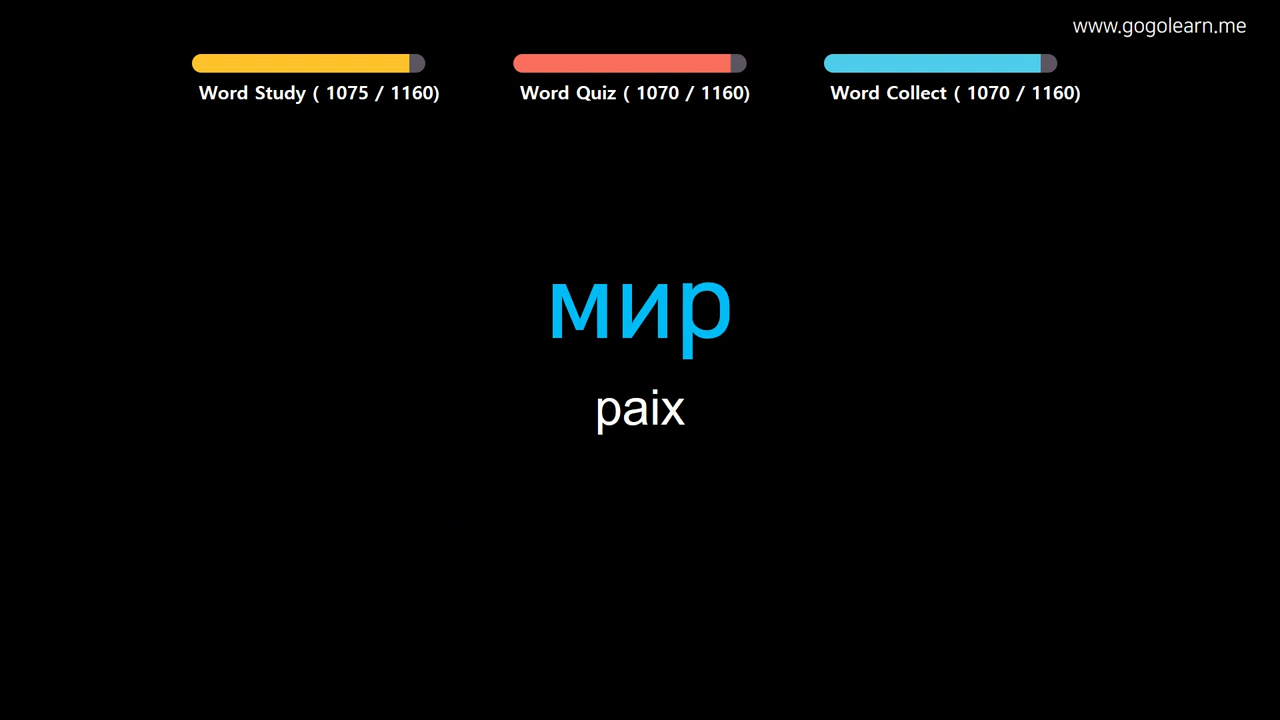 www.gogolearn.me
Word Study ( 1075 / 1160)
Word Quiz ( 1070 / 1160)
Word Collect ( 1070 / 1160)
мир
paix